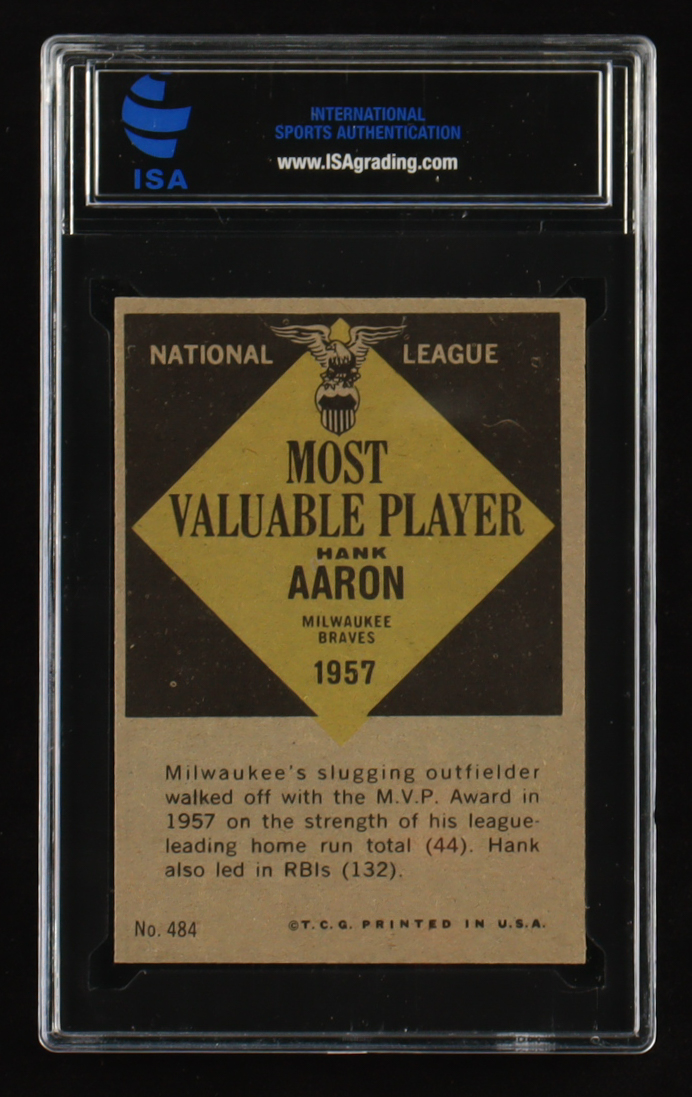 ISA
INTERNATIONAL
SPORTS AUTHENTICATION
www.ISAgrading.com
NATIONAL LEAGUE
MOST
VALUABLE PLAYER
HANK
AARON
MILWAUKEE
BRAVES
1957
Milwaukee's slugging outfielder
walked off with the M.V.P. Award in
1957 on the strength of his league-
leading home run total (44). Hank
also led in RBIs (132).
No. 484 ©T.C.G. PRINTED IN U.S.A.